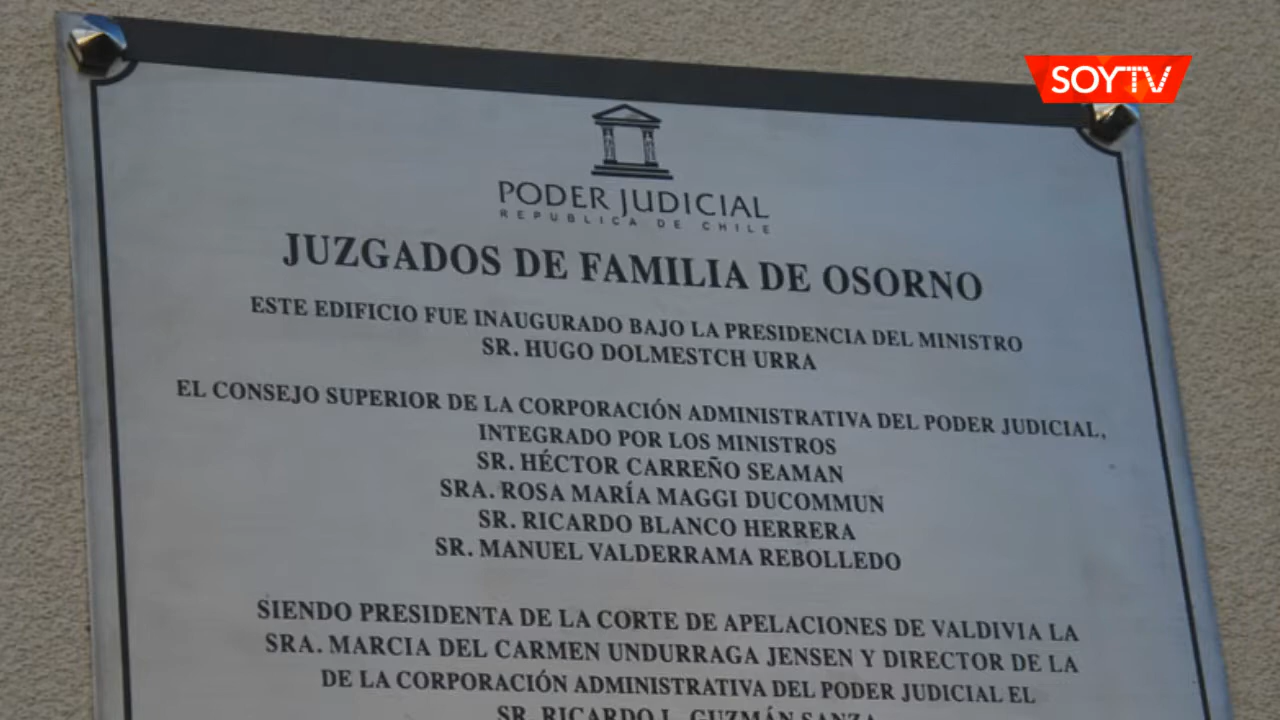 SOYTV
PODER JUDICIAL
REPUBLICA DE CHILE
JUZGADOS DE FAMILIA DE OSORNO
ESTE EDIFICIO FUE INAUGURADO BAJO LA PRESIDENCIA DEL MINISTRO
SR. HUGO DOLMESTCH URRA
EL CONSEJO SUPERIOR DE LA CORPORACIÓN ADMINISTRATIVA DEL PODER JUDICIAL,
INTEGRADO POR LOS MINISTROS
SR. HÉCTOR CARREÑO SEAMAN
SRA. ROSA MARÍA MAGGI DUCOMMUN
SR. RICARDO BLANCO HERRERA
SR. MANUEL VALDERRAMA REBOLLEDO
SIENDO PRESIDENTA DE LA CORTE DE APELACIONES DE VALDIVIA LA
SRA. MARCIA DEL CARMEN UNDURRAGA JENSEN Y DIRECTOR DE LA
DE LA CORPORACIÓN ADMINISTRATIVA DEL PODER JUDICIAL EL
SR. RICARDO L. GUZMÁN SANZA